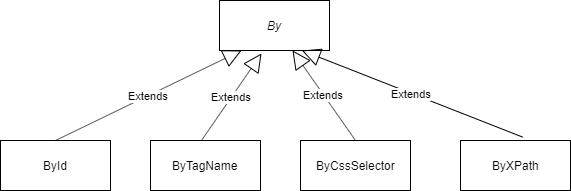 By
Extends
Extends
Extends
Extends
ById
ByTagName
ByCssSelector
ByXPath